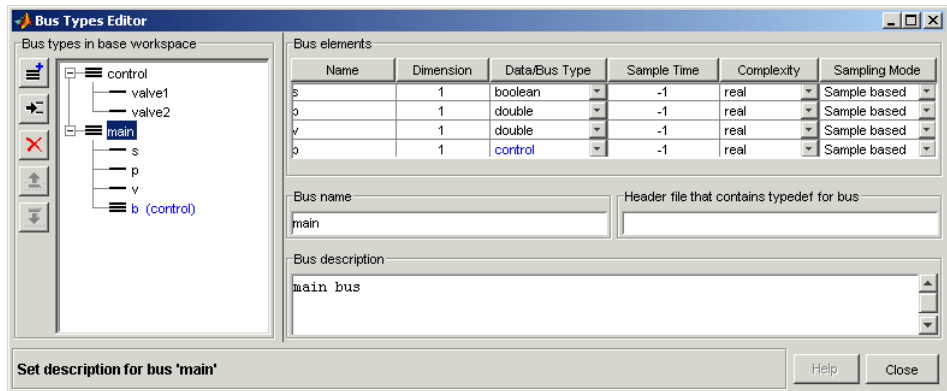 Bus Types Editor
Bus types in base workspace
control
valve1
valve2
main
s
p
v
b (control)
Bus elements
Name Dimension Data/Bus Type Sample Time Complexity Sampling Mode
s 1 boolean -1 real Sample based
p 1 double -1 real Sample based
v 1 double -1 real Sample based
b 1 control -1 real Sample based
Bus name
main
Header file that contains typedef for bus
Bus description
main bus
Set description for bus 'main'
Help Close